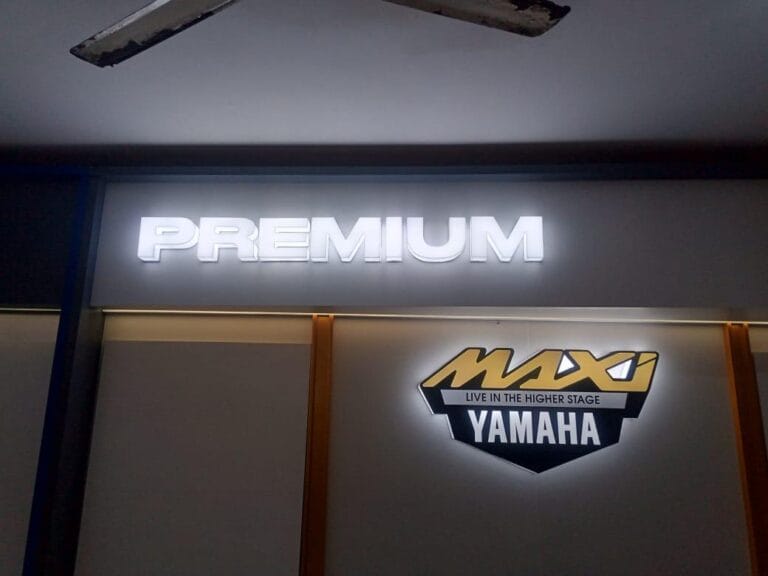 PREMIUM
MAXI
LIVE IN THE HIGHER STAGE
YAMAHA